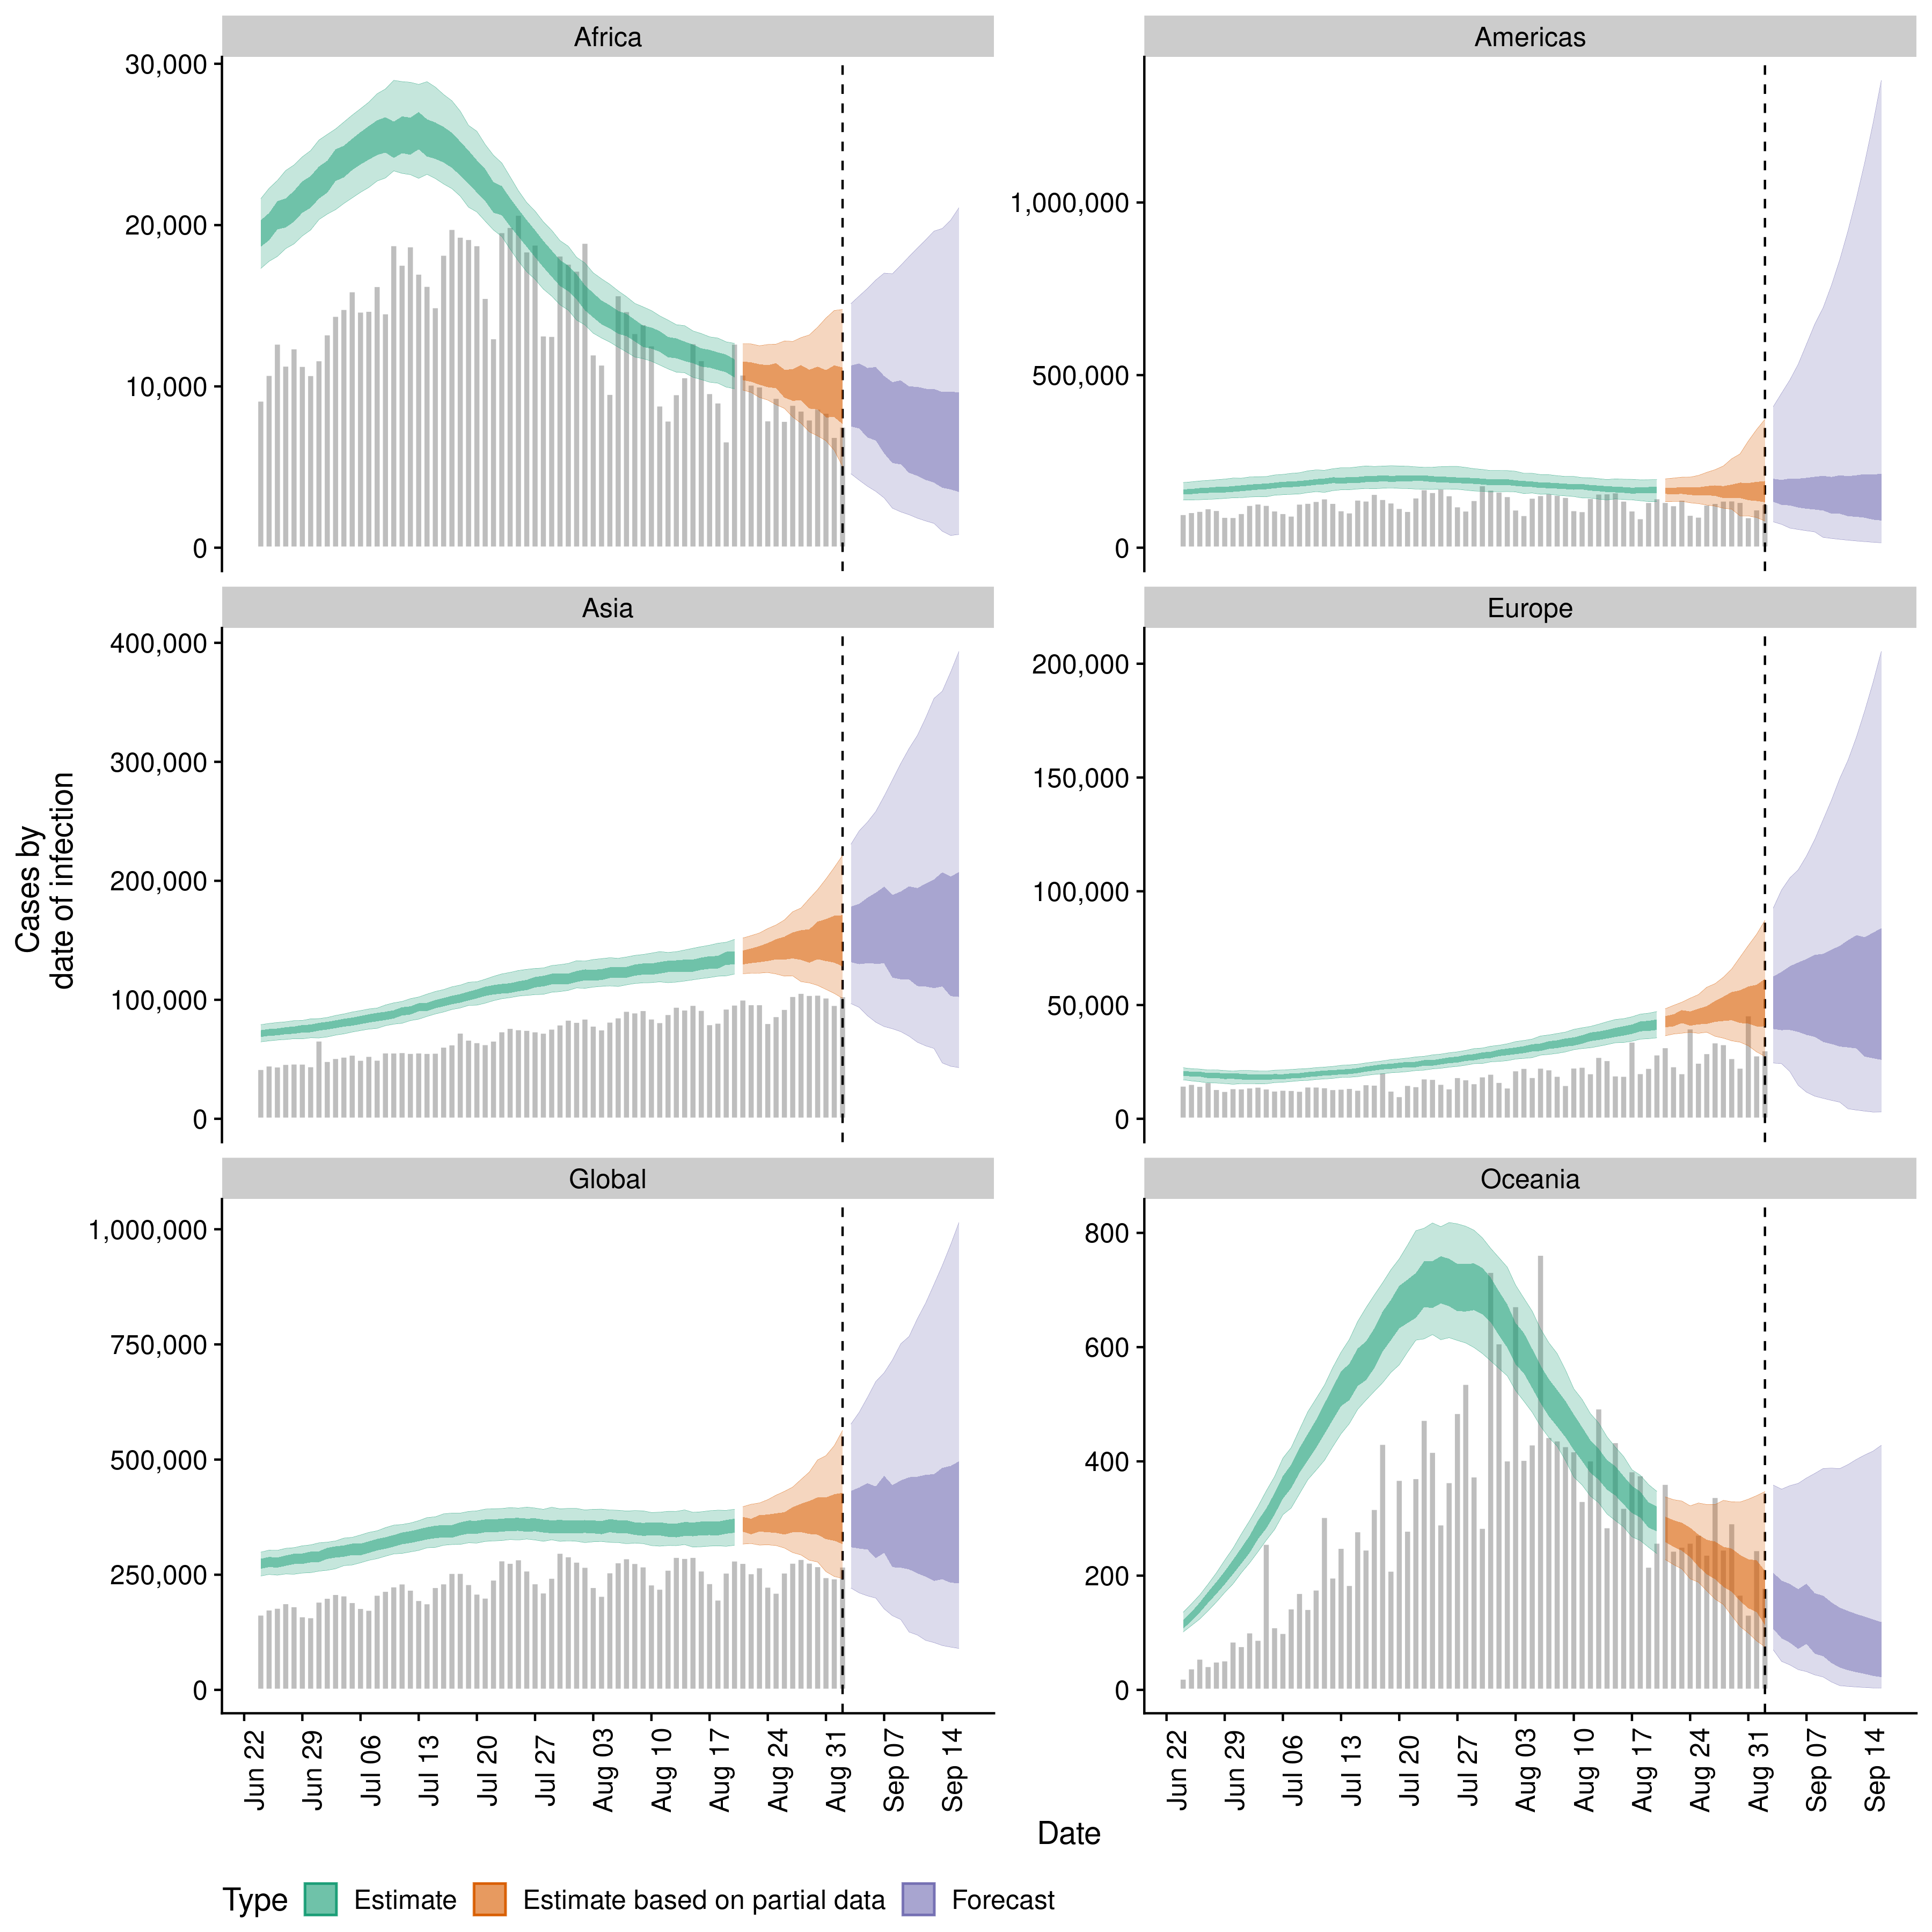 Africa
30,000
20,000
10,000
0
Americas
1,000,000
500,000
0
Asia
400,000
300,000
200,000
100,000
0
Europe
200,000
150,000
100,000
50,000
0
Global
1,000,000
750,000
500,000
250,000
0
Oceania
800
600
400
200
0
Cases by
date of infection
Jun 22
Jun 29
Jul 06
Jul 13
Jul 20
Jul 27
Aug 03
Aug 10
Aug 17
Aug 24
Aug 31
Sep 07
Sep 14
Jun 22
Jun 29
Jul 06
Jul 13
Jul 20
Jul 27
Aug 03
Aug 10
Aug 17
Aug 24
Aug 31
Sep 07
Sep 14
Date
Type Estimate Estimate based on partial data Forecast